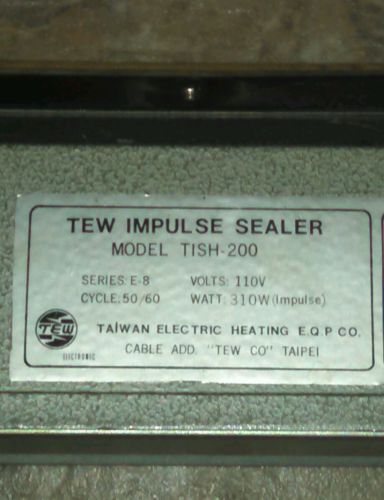 TEW IMPULSE SEALER
MODEL TISH-200
SERIES: E-8 VOLTS: 110V
CYCLE: 50/60 WATT: 310W (Impulse)
TEW
ELECTRONIC
TAIWAN ELECTRIC HEATING E.Q P CO.
CABLE ADD. "TEW CO" TAIPEI